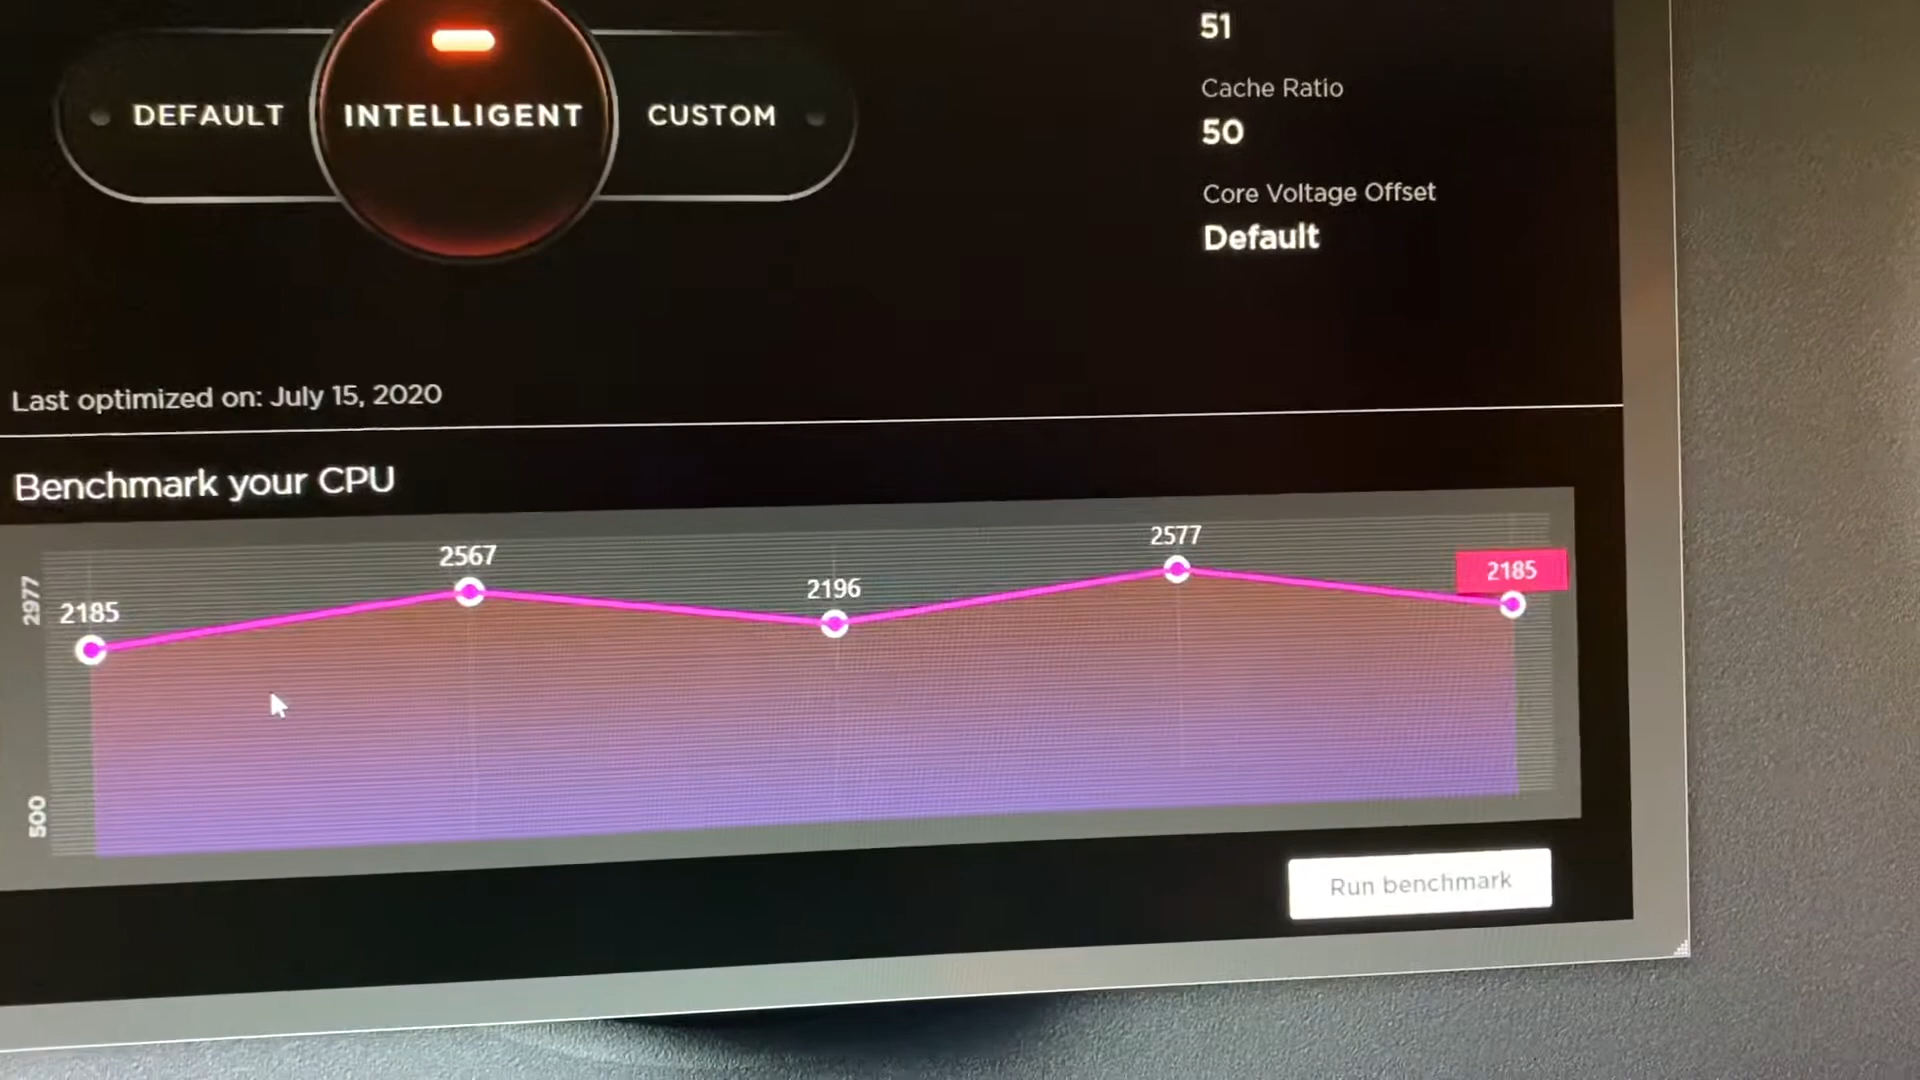 51
Cache Ratio
50
Core Voltage Offset
Default
DEFAULT
INTELLIGENT
CUSTOM
Last optimized on: July 15, 2020
Benchmark your CPU
2977
500
2185
2567
2196
2577
2185
Run benchmark